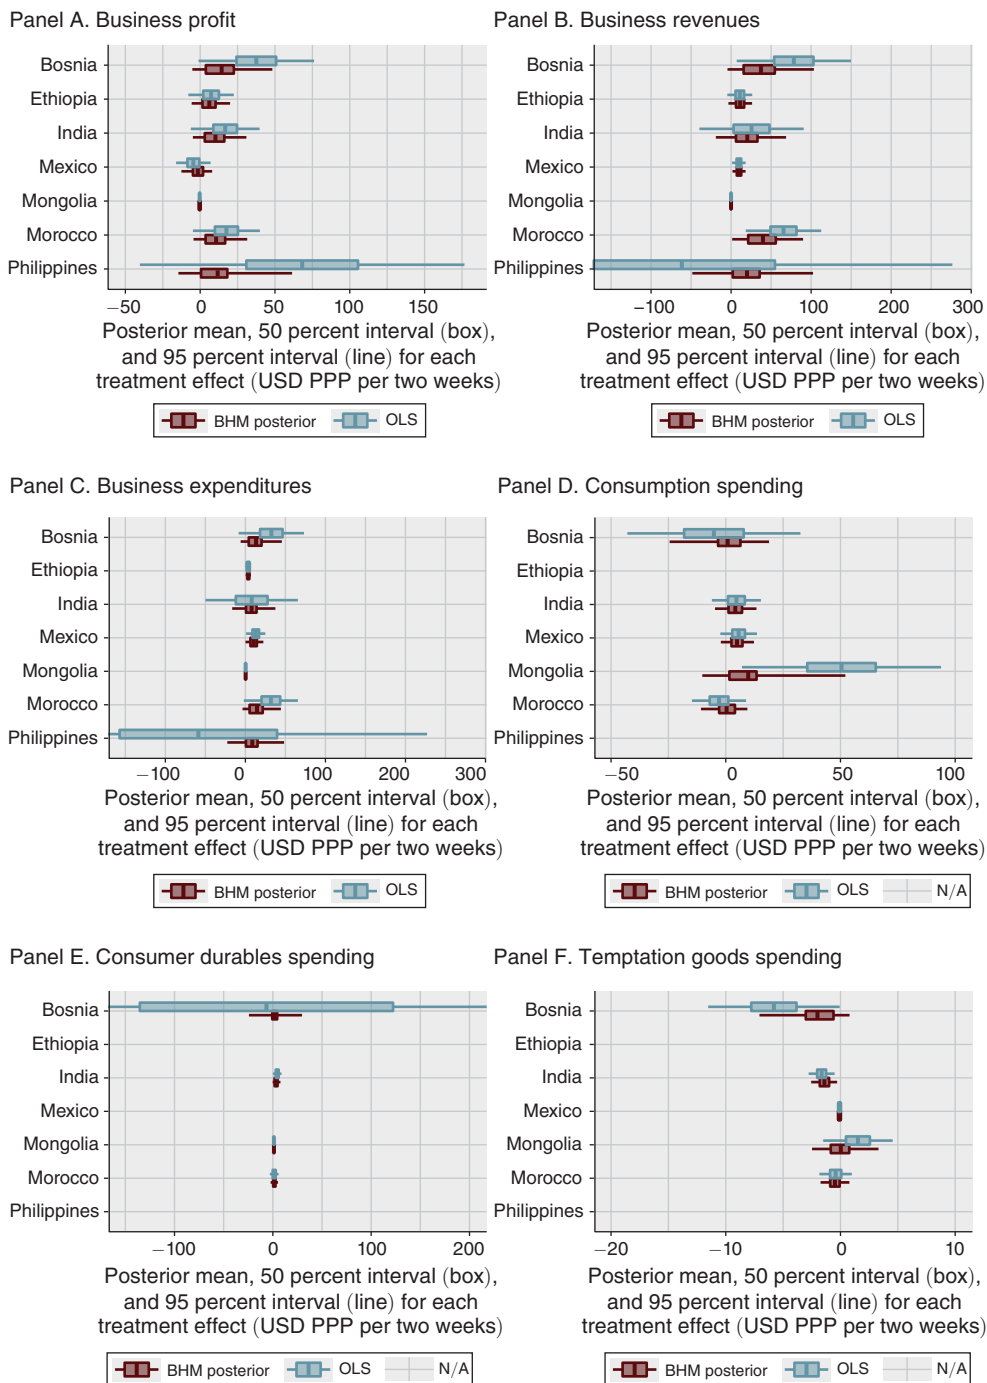 Panel A. Business profit
Bosnia
Ethiopia
India
Mexico
Mongolia
Morocco
Philippines
−50 0 50 100 150
Posterior mean, 50 percent interval (box),
and 95 percent interval (line) for each
treatment effect (USD PPP per two weeks)
BHM posterior OLS
Panel B. Business revenues
Bosnia
Ethiopia
India
Mexico
Mongolia
Morocco
Philippines
−100 0 100 200 300
Posterior mean, 50 percent interval (box),
and 95 percent interval (line) for each
treatment effect (USD PPP per two weeks)
BHM posterior OLS
Panel C. Business expenditures
Bosnia
Ethiopia
India
Mexico
Mongolia
Morocco
Philippines
−100 0 100 200 300
Posterior mean, 50 percent interval (box),
and 95 percent interval (line) for each
treatment effect (USD PPP per two weeks)
BHM posterior OLS
Panel D. Consumption spending
Bosnia
Ethiopia
India
Mexico
Mongolia
Morocco
Philippines
−50 0 50 100
Posterior mean, 50 percent interval (box),
and 95 percent interval (line) for each
treatment effect (USD PPP per two weeks)
BHM posterior OLS N/A
Panel E. Consumer durables spending
Bosnia
Ethiopia
India
Mexico
Mongolia
Morocco
Philippines
−100 0 100 200
Posterior mean, 50 percent interval (box),
and 95 percent interval (line) for each
treatment effect (USD PPP per two weeks)
BHM posterior OLS N/A
Panel F. Temptation goods spending
Bosnia
Ethiopia
India
Mexico
Mongolia
Morocco
Philippines
−20 −10 0 10
Posterior mean, 50 percent interval (box),
and 95 percent interval (line) for each
treatment effect (USD PPP per two weeks)
BHM posterior OLS N/A